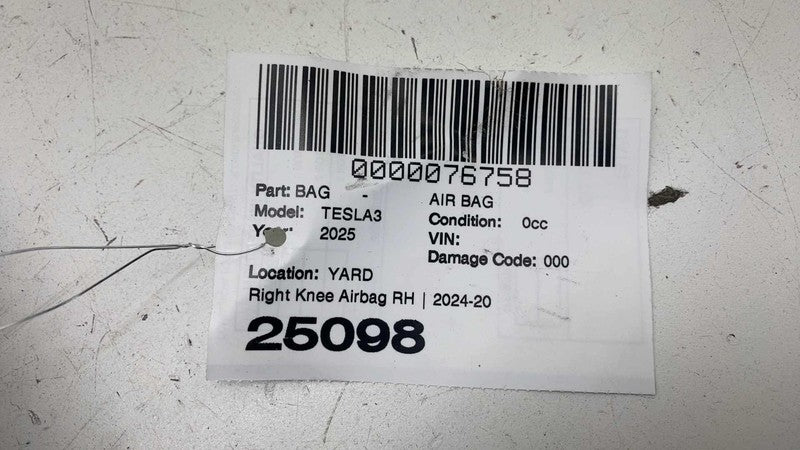 0000076758
Part: BAG - AIR BAG
Model: TESLA3 Condition: 0cc
2025 VIN:
Damage Code: 000
Location: YARD
Right Knee Airbag RH | 2024-20
25098